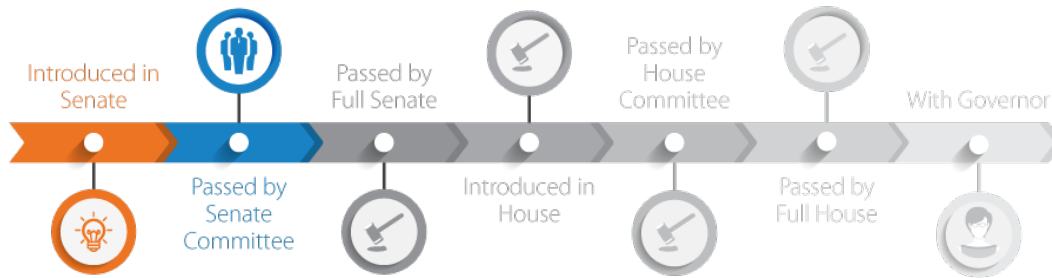 Introduced in
Senate
Passed by
Senate
Committee
Passed by
Full Senate
Introduced in
House
Passed by
House
Committee
Passed by
Full House
With Governor